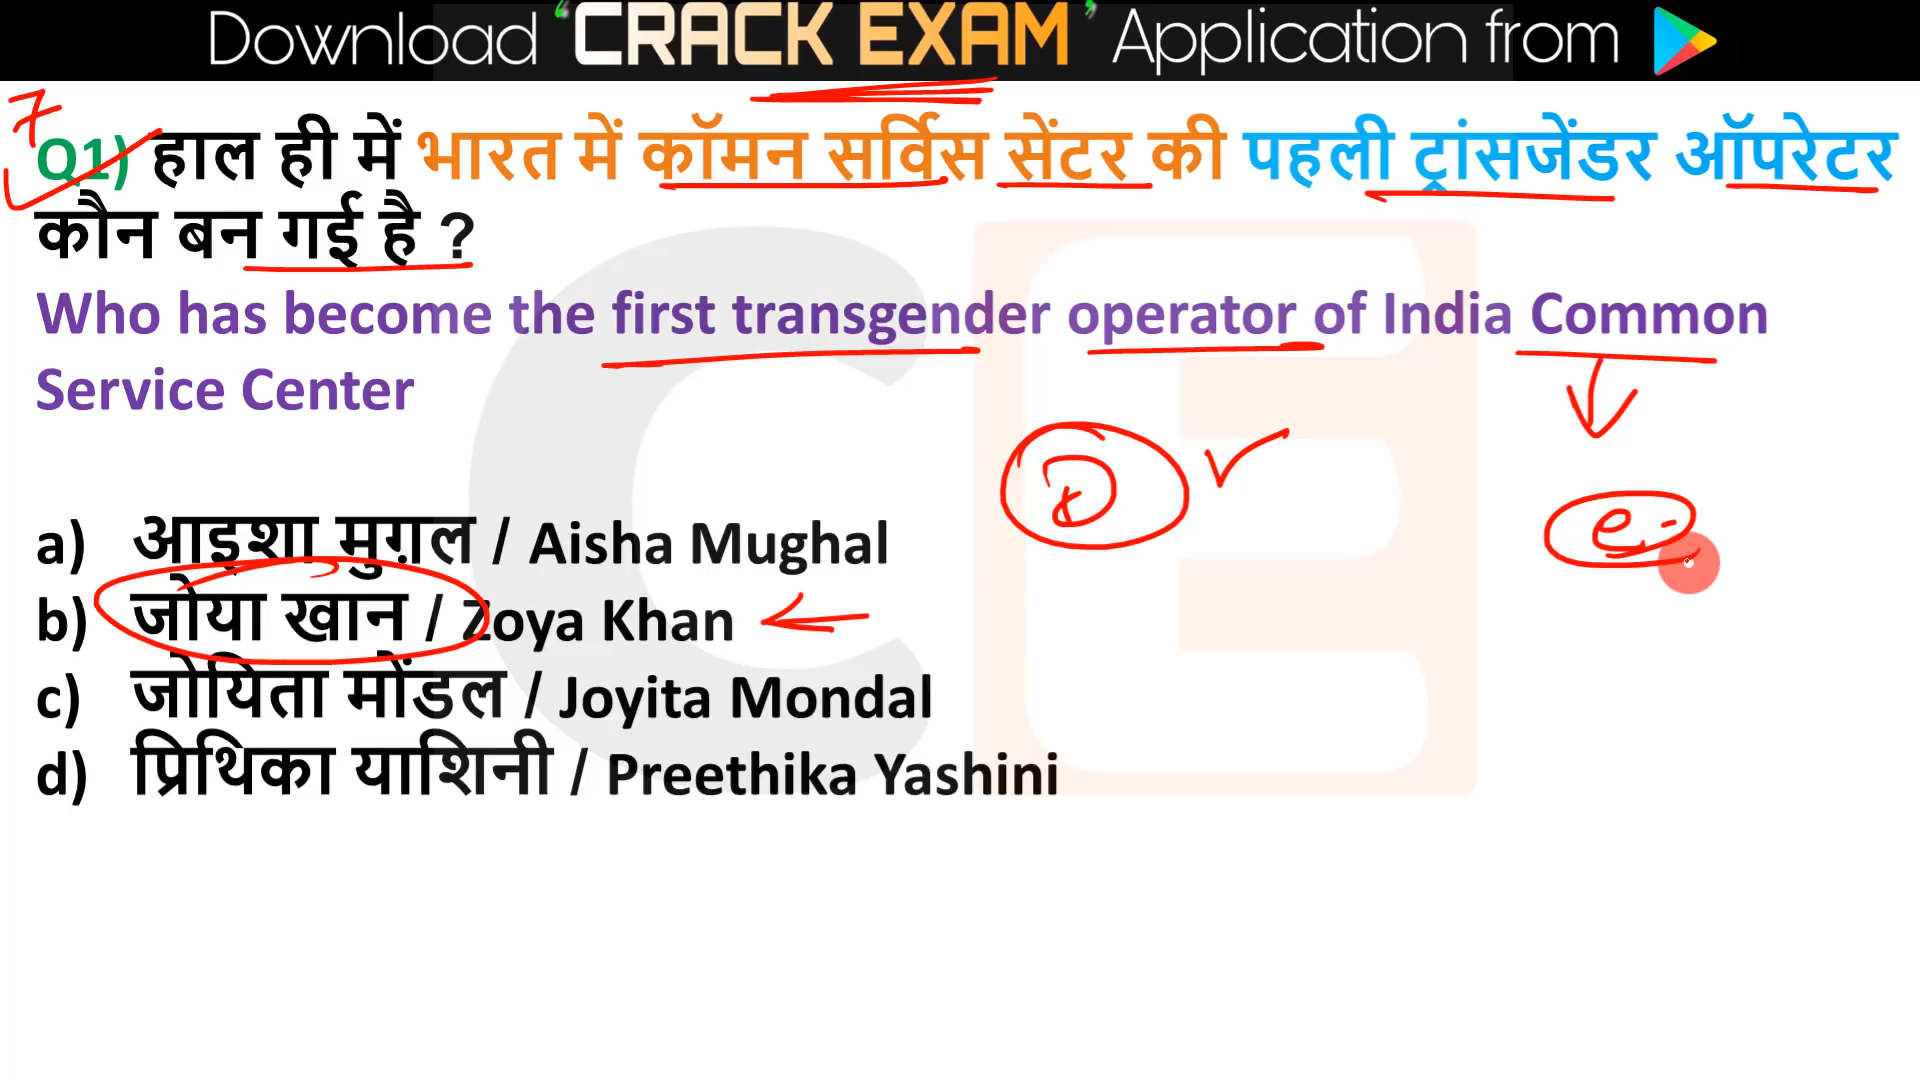 Download ‘CRACK EXAM’ Application from
7
Q1) हाल ही में भारत में कॉमन सर्विस सेंटर की पहली ट्रांसजेंडर ऑपरेटर
कौन बन गई है ?
Who has become the first transgender operator of India Common
Service Center
D
e-
a) आइशा मुग़ल / Aisha Mughal
b) जोया खान / Zoya Khan
c) जोयिता मोंडल / Joyita Mondal
d) प्रिथिका याशिनी / Preethika Yashini
CE